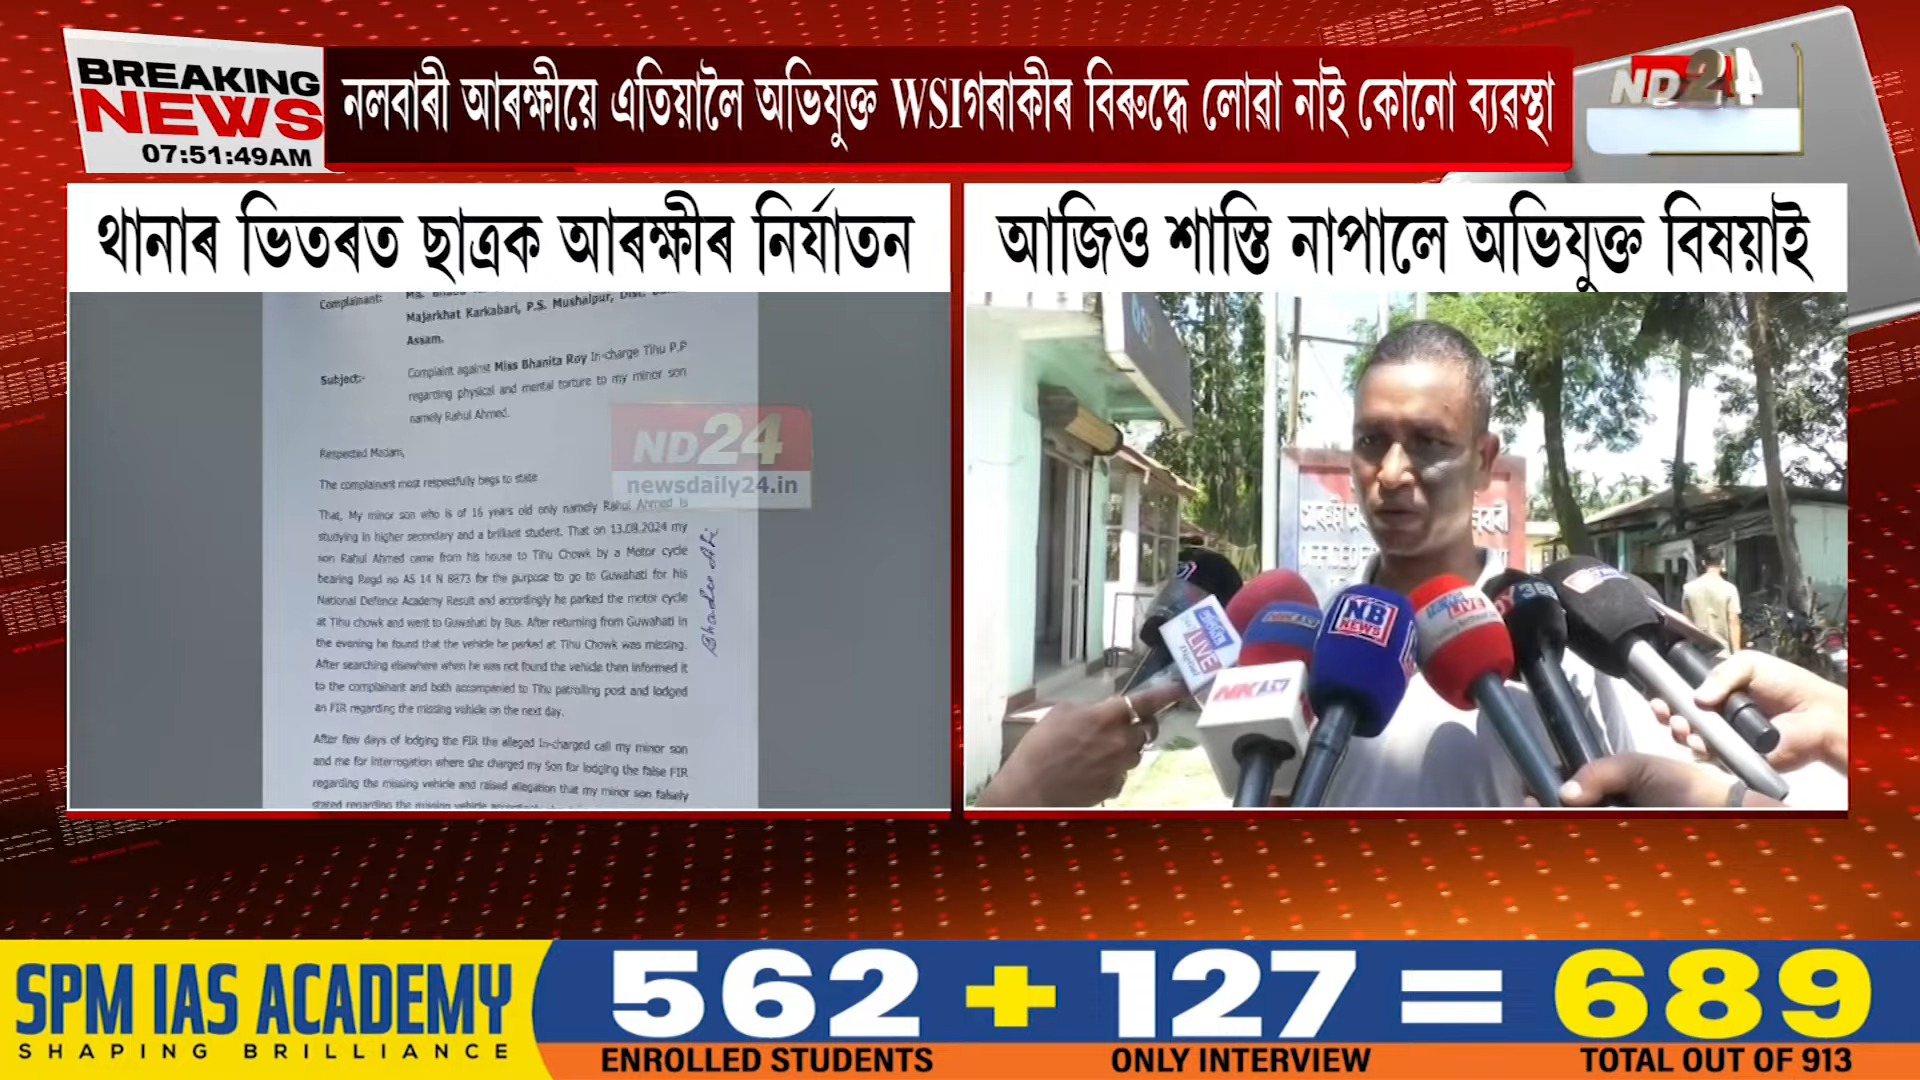 BREAKING
NEWS
07:51:49AM
নলবাৰী আৰক্ষীয়ে এতিয়ালৈ অভিযুক্ত WSIগৰাকীৰ বিৰুদ্ধে লোৱা নাই কোনো ব্যৱস্থা
ND24
থানাৰ ভিতৰত ছাত্ৰক আৰক্ষীৰ নিৰ্যাতন
আজিও শাস্তি নাপালে অভিযুক্ত বিষয়াই
Complainant:
Majarkhat Karkabari, P.S. Mushalpur, Dist.
Assam.
Subject:- Complaint against Miss Bhanita Roy In-charge Tihu P.P
regarding physical and mental torture to my minor son
namely Rahul Ahmed.
Respected Madam,
The complainant most respectfully begs to state
That, My minor son who is of 16 years old only namely Rahul Ahmed is
studying in higher secondary and a brilliant student. That on 13.08.2024 my
son Rahul Ahmed came from his house to Tihu Chowk by a Motor cycle
bearing Regd no AS 14 N 8873 for the purpose to go to Guwahati for his
National Defence Academy Result and accordingly he parked the motor cycle
at Tihu chowk and went to Guwahati by Bus. After returning from Guwahati in
the evening he found that the vehicle he parked at Tihu Chowk was missing.
After searching elsewhere when he was not found the vehicle then informed it
to the complainant and both accompanied to Tihu patrolling post and lodged
an FIR regarding the missing vehicle on the next day.
After few days of lodging the FIR the alleged In-charged call my minor son
and me for interrogation where she charged my Son for lodging the false FIR
regarding the missing vehicle and raised allegation that my minor son falsely
stated regarding the missing vehicle
ND24
newsdaily24.in
LIVE
Digital
NKTV
NB
NEWS
LIVE
SPM IAS ACADEMY
SHAPING BRILLIANCE
562 + 127 = 689
ENROLLED STUDENTS ONLY INTERVIEW TOTAL OUT OF 913